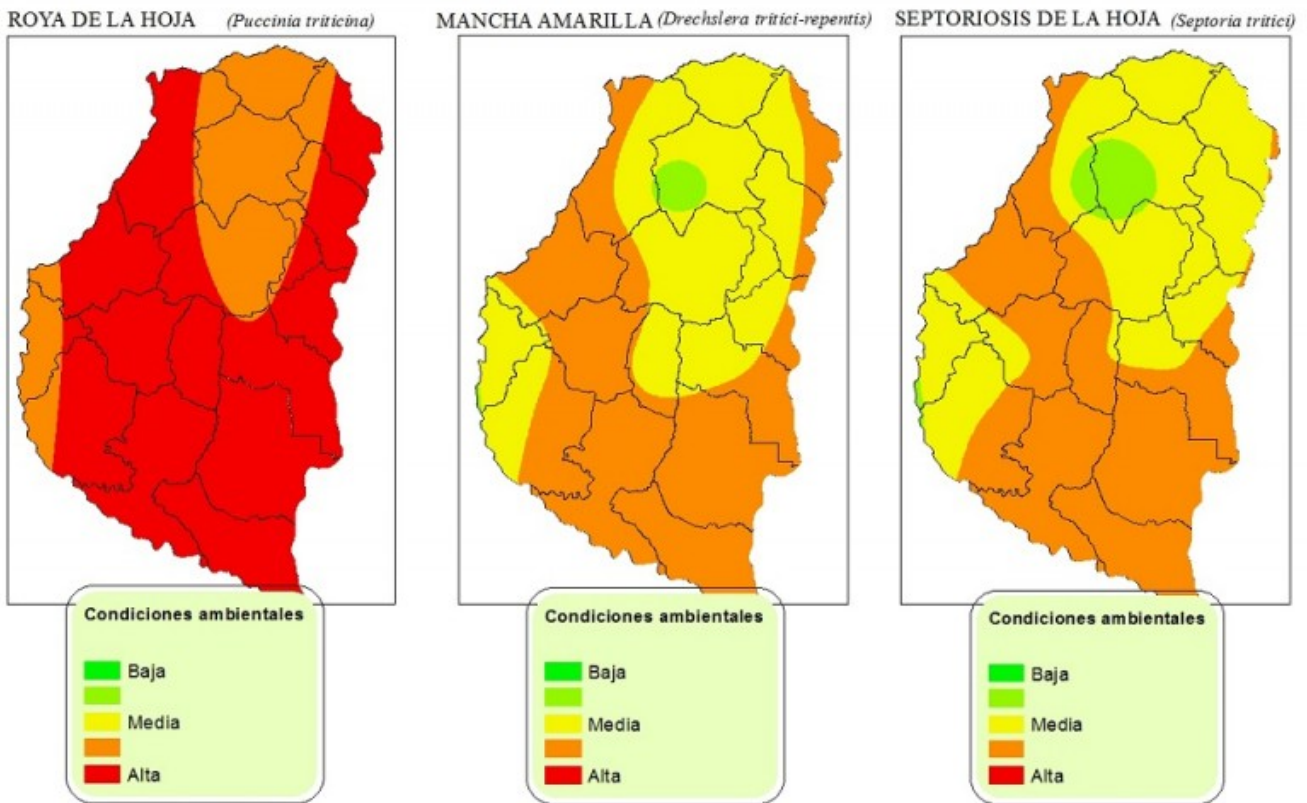 ROYA DE LA HOJA (Puccinia triticina)
MANCHA AMARILLA (Drechslera tritici-repentis)
SEPTORIOSIS DE LA HOJA (Septoria tritici)
Condiciones ambientales
Baja
Media
Alta
Condiciones ambientales
Baja
Media
Alta
Condiciones ambientales
Baja
Media
Alta